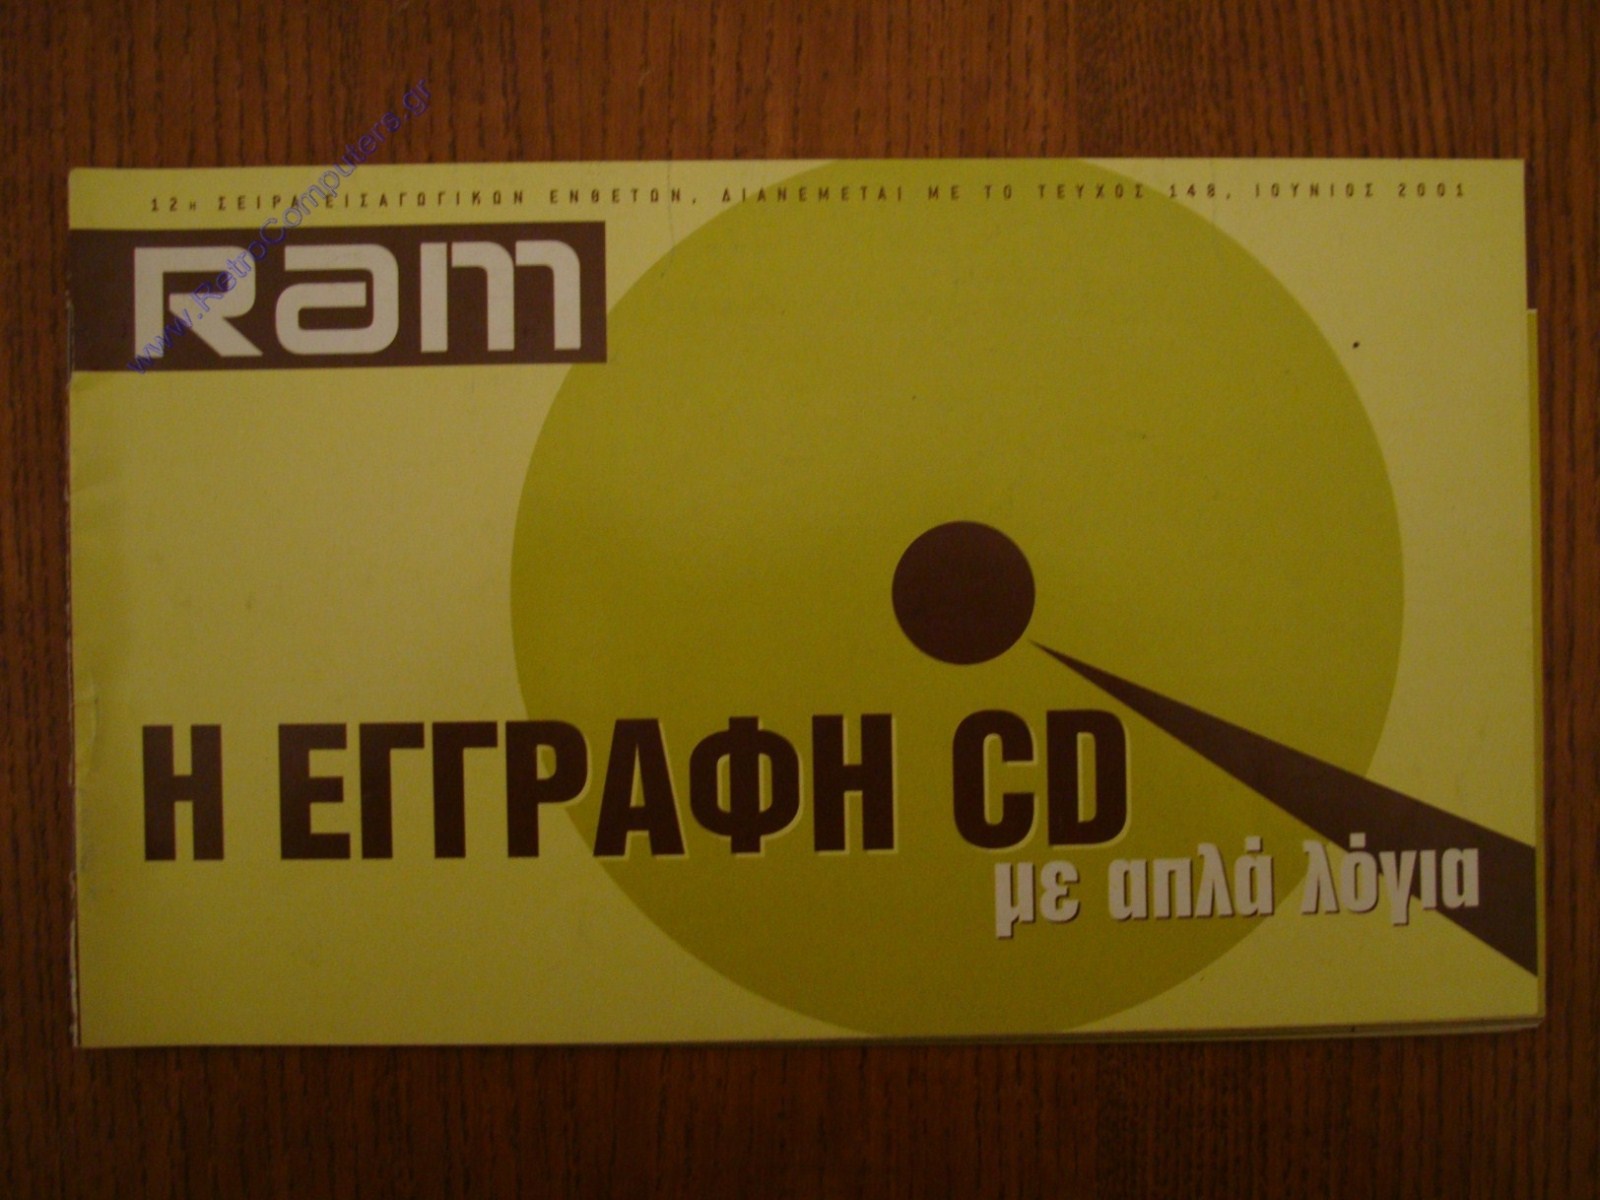 12η ΣΕΙΡΑ ΕΙΣΑΓΩΓΙΚΩΝ ΕΝΘΕΤΩΝ, ΔΙΑΝΕΜΕΤΑΙ ΜΕ ΤΟ ΤΕΥΧΟΣ 148, ΙΟΥΝΙΟΣ 2001
www.RetroComputers.gr
Ram
Η ΕΓΓΡΑΦΗ CD
με απλά λόγια